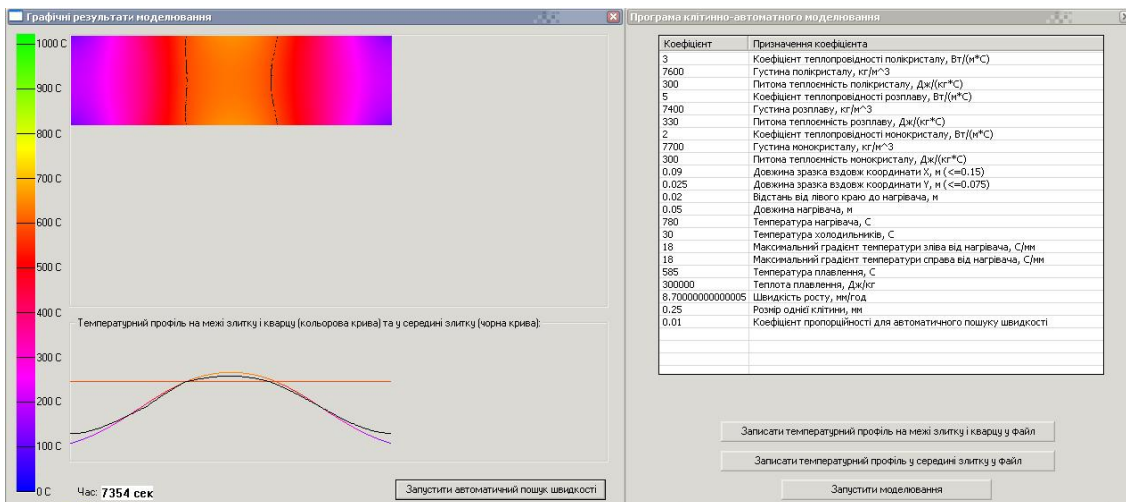 Графічні результати моделювання
1000 C
900 C
800 C
700 C
600 C
500 C
400 C
300 C
200 C
100 C
0 C
Температурний профіль на межі злитку і кварцу (кольорова крива) та у середині злитку (чорна крива):
Час: 7354 сек
Запустити автоматичний пошук швидкості
Програма клітинно-автоматного моделювання
Коефіцієнт Призначення коефіцієнта
3 Коефіцієнт теплопровідності полікристалу, Вт/(м*С)
7600 Густина полікристалу, кг/м^3
300 Питома теплоємність полікристалу, Дж/(кг*С)
5 Коефіцієнт теплопровідності розплаву, Вт/(м*С)
7400 Густина розплаву, кг/м^3
330 Питома теплоємність розплаву, Дж/(кг*С)
2 Коефіцієнт теплопровідності монокристалу, Вт/(м*С)
7700 Густина монокристалу, кг/м^3
300 Питома теплоємність монокристалу, Дж/(кг*С)
0.09 Довжина зразка вздовж координати X, м (<=0.15)
0.025 Довжина зразка вздовж координати Y, м (<=0.075)
0.02 Відстань від лівого краю до нагрівача, м
0.05 Довжина нагрівача, м
780 Температура нагрівача, С
30 Температура холодильників, С
18 Максимальний градієнт температури зліва від нагрівача, С/мм
18 Максимальний градієнт температури справа від нагрівача, С/мм
585 Температура плавлення, С
300000 Теплота плавлення, Дж/кг
8.70000000000005 Швидкість росту, мм/год
0.25 Розмір однієї клітини, мм
0.01 Коефіцієнт пропорційності для автоматичного пошуку швидкості
Записати температурний профіль на межі злитку і кварцу у файл
Записати температурний профіль у середині злитку у файл
Запустити моделювання